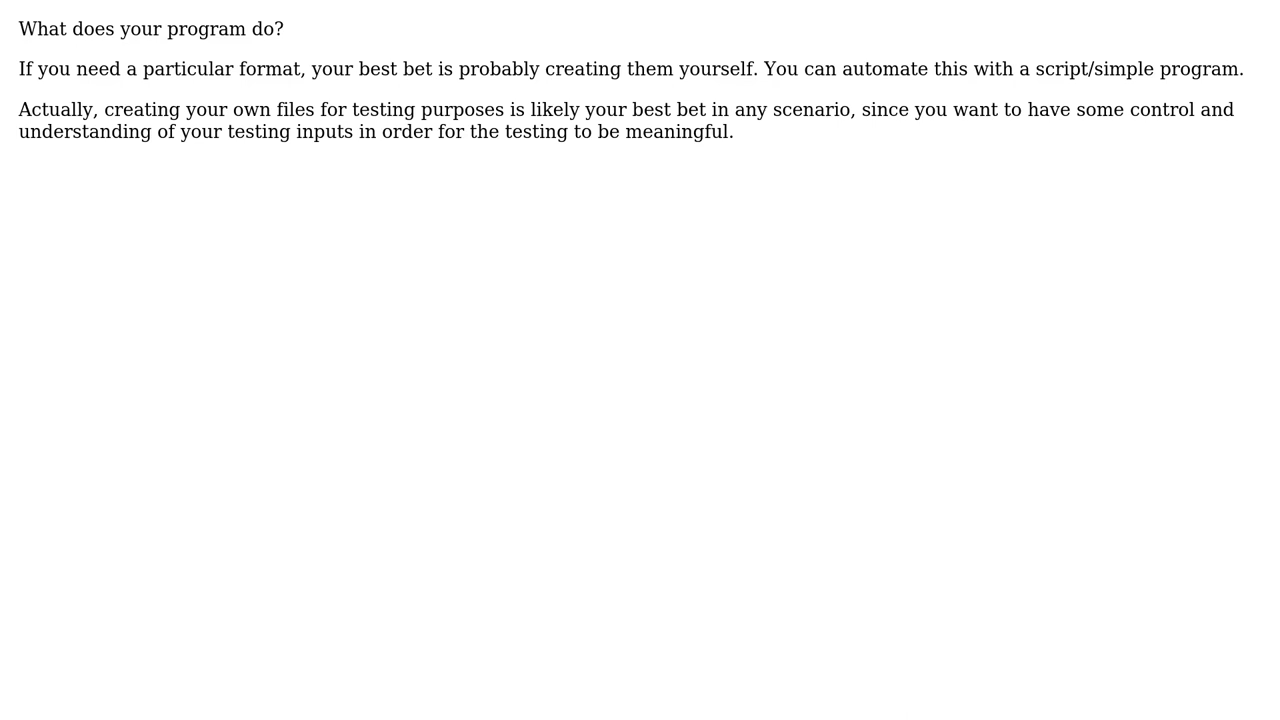 What does your program do?
If you need a particular format, your best bet is probably creating them yourself. You can automate this with a script/simple program.
Actually, creating your own files for testing purposes is likely your best bet in any scenario, since you want to have some control and
understanding of your testing inputs in order for the testing to be meaningful.